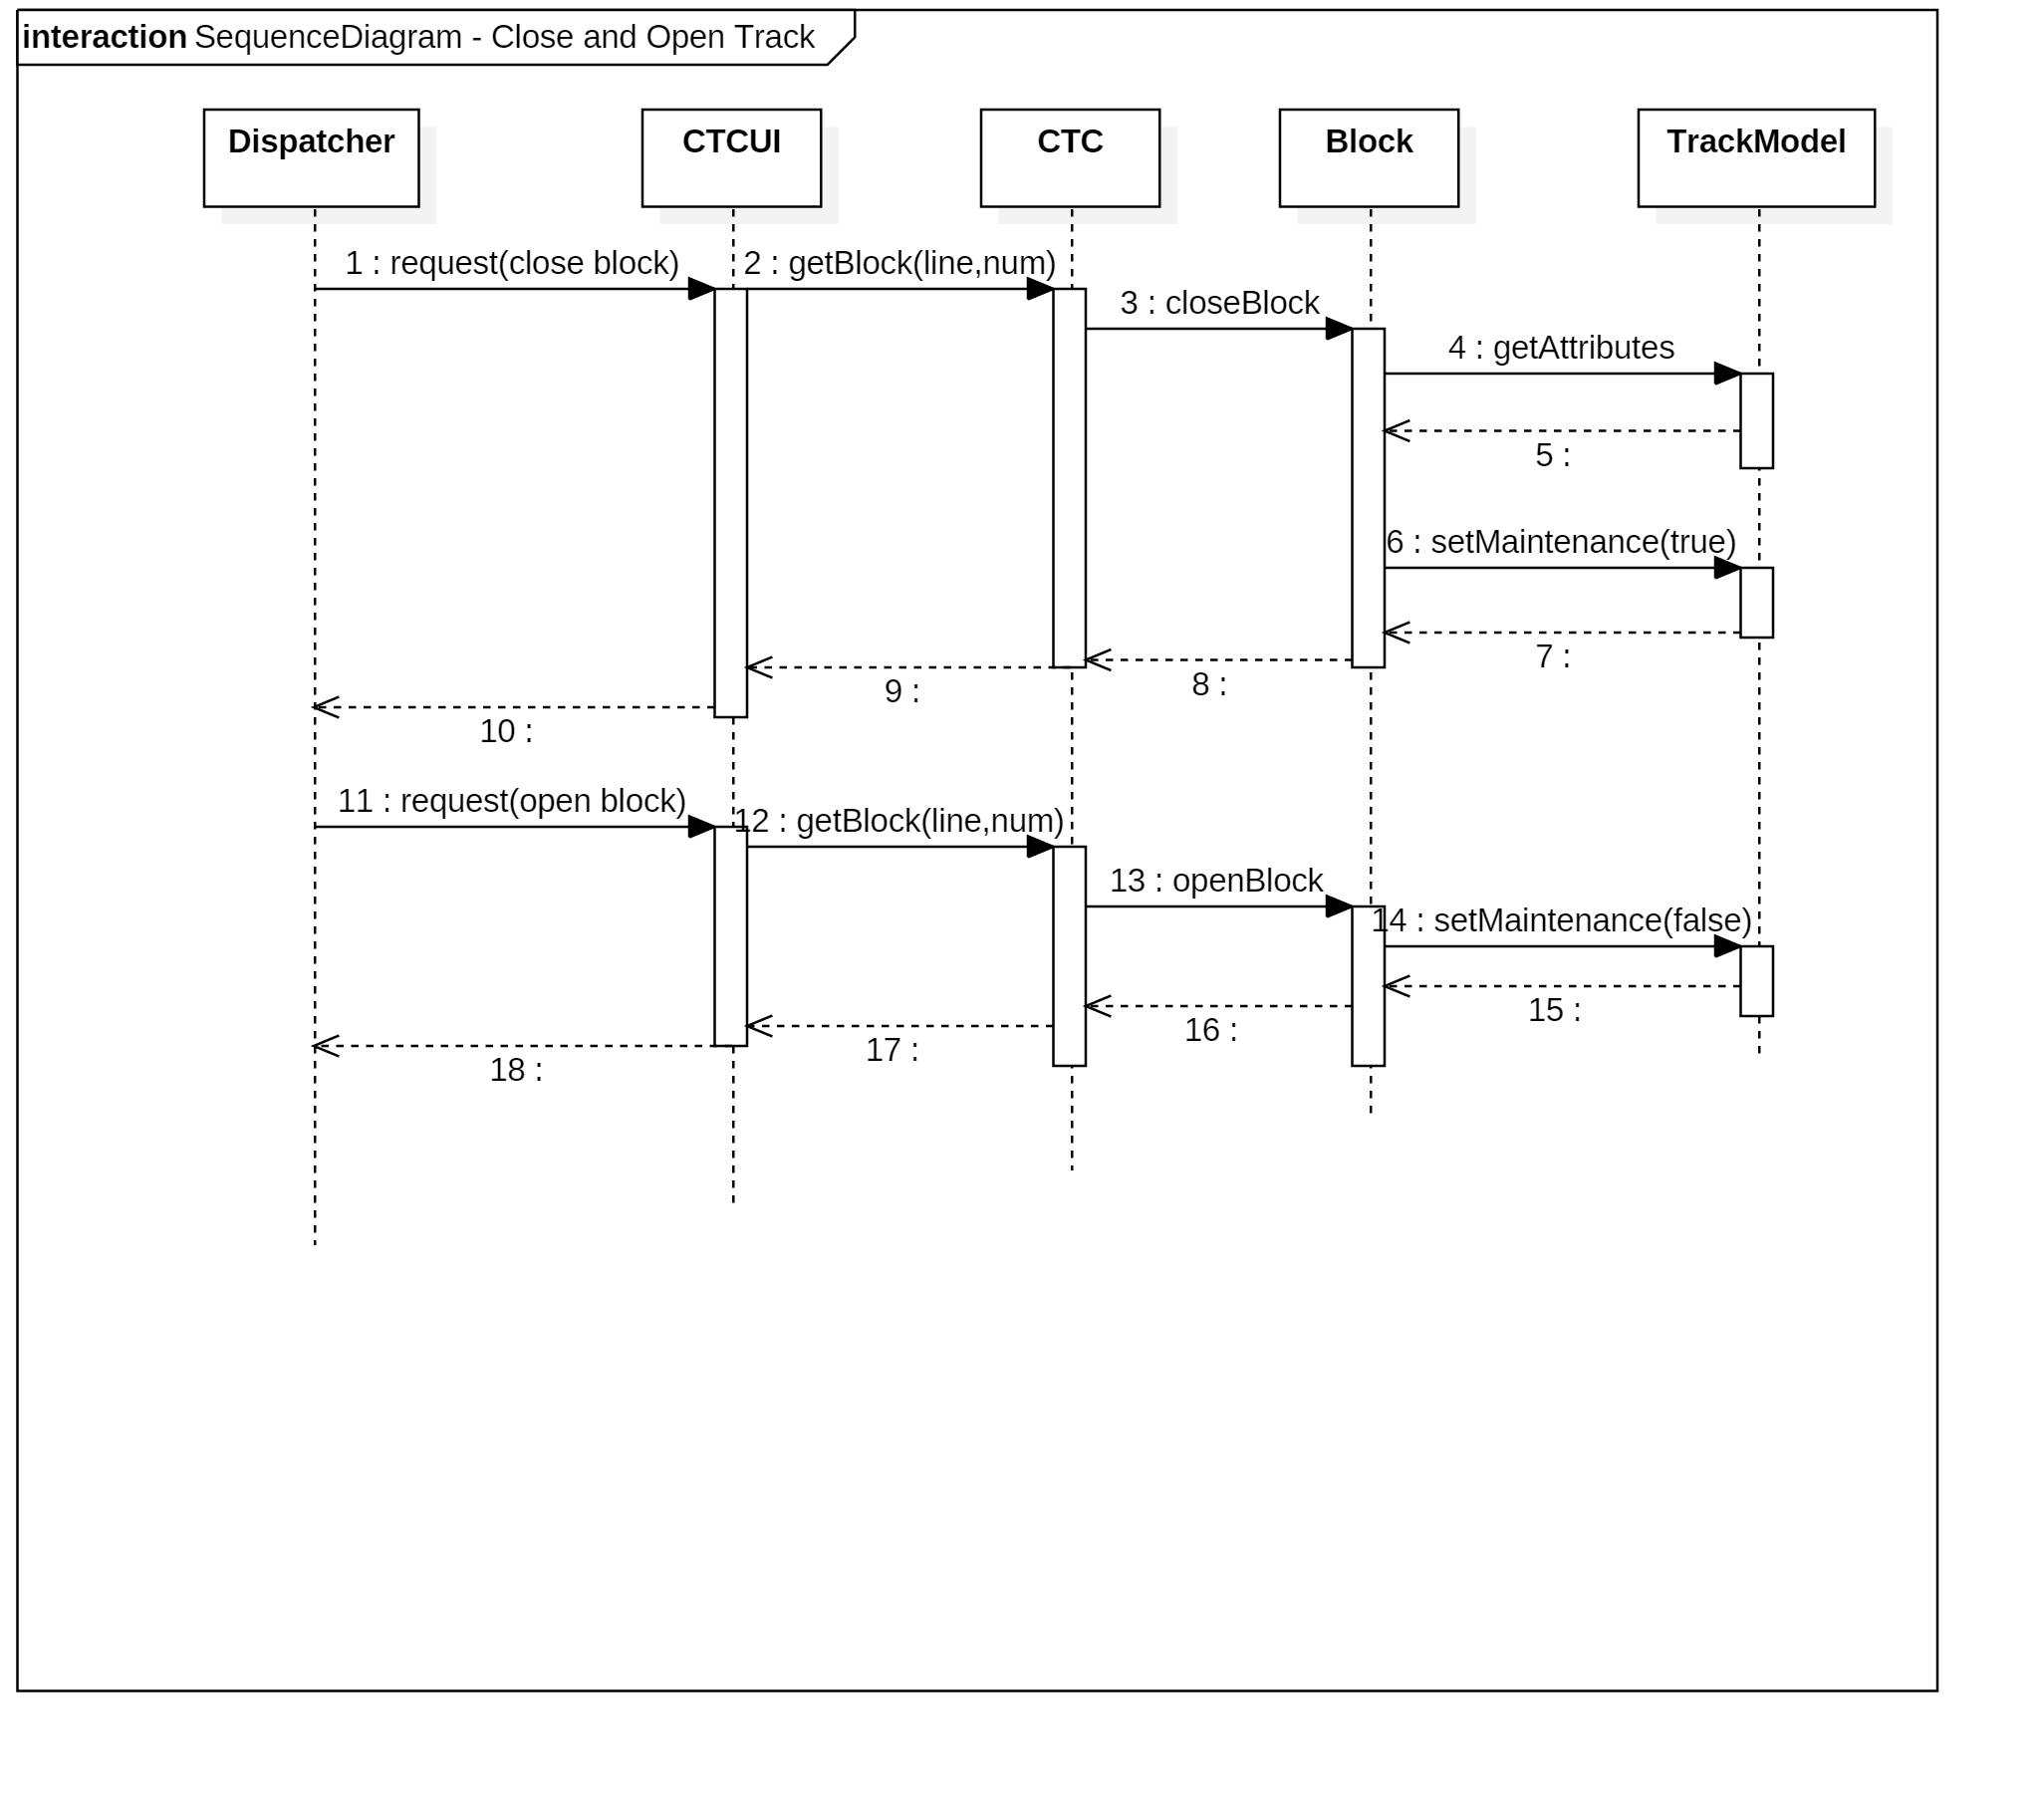 interaction SequenceDiagram - Close and Open Track
Dispatcher
CTCUI
CTC
Block
TrackModel
1 : request(close block)
2 : getBlock(line,num)
3 : closeBlock
4 : getAttributes
5 :
6 : setMaintenance(true)
7 :
8 :
9 :
10 :
11 : request(open block)
12 : getBlock(line,num)
13 : openBlock
14 : setMaintenance(false)
15 :
16 :
17 :
18 :